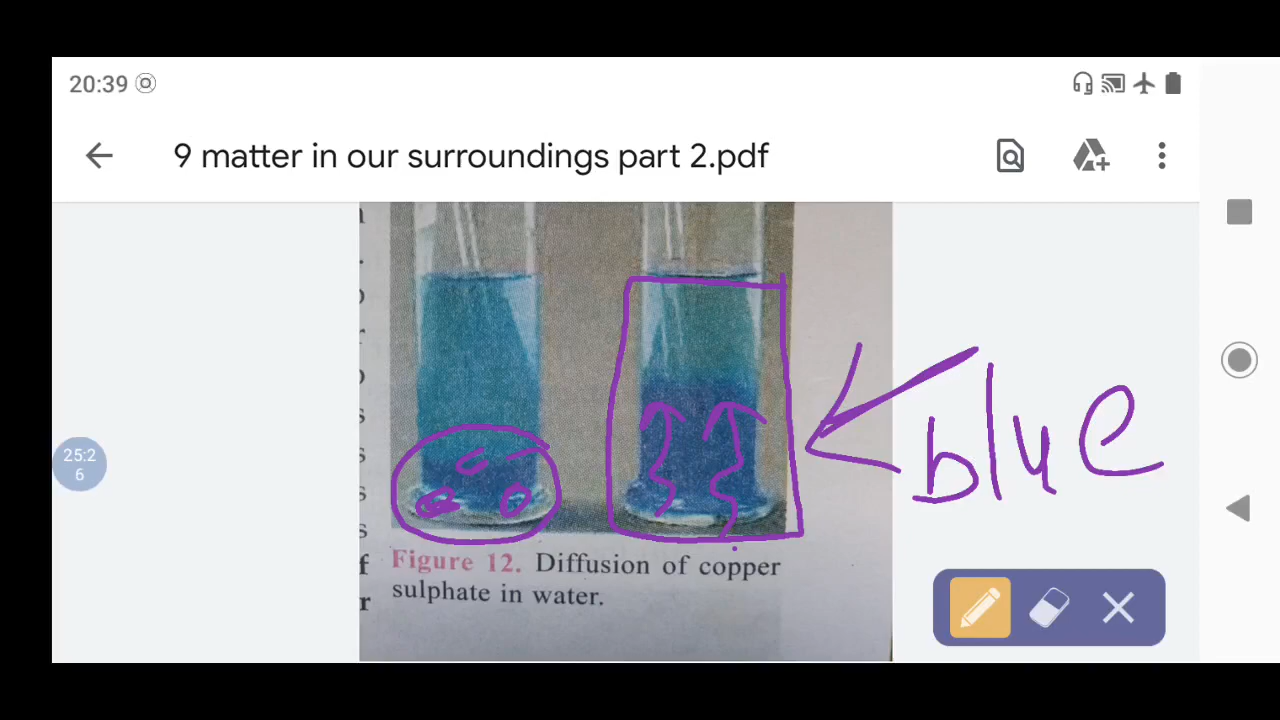 20:39
9 matter in our surroundings part 2.pdf
25:2
6
blue
f Figure 12. Diffusion of copper
r sulphate in water.